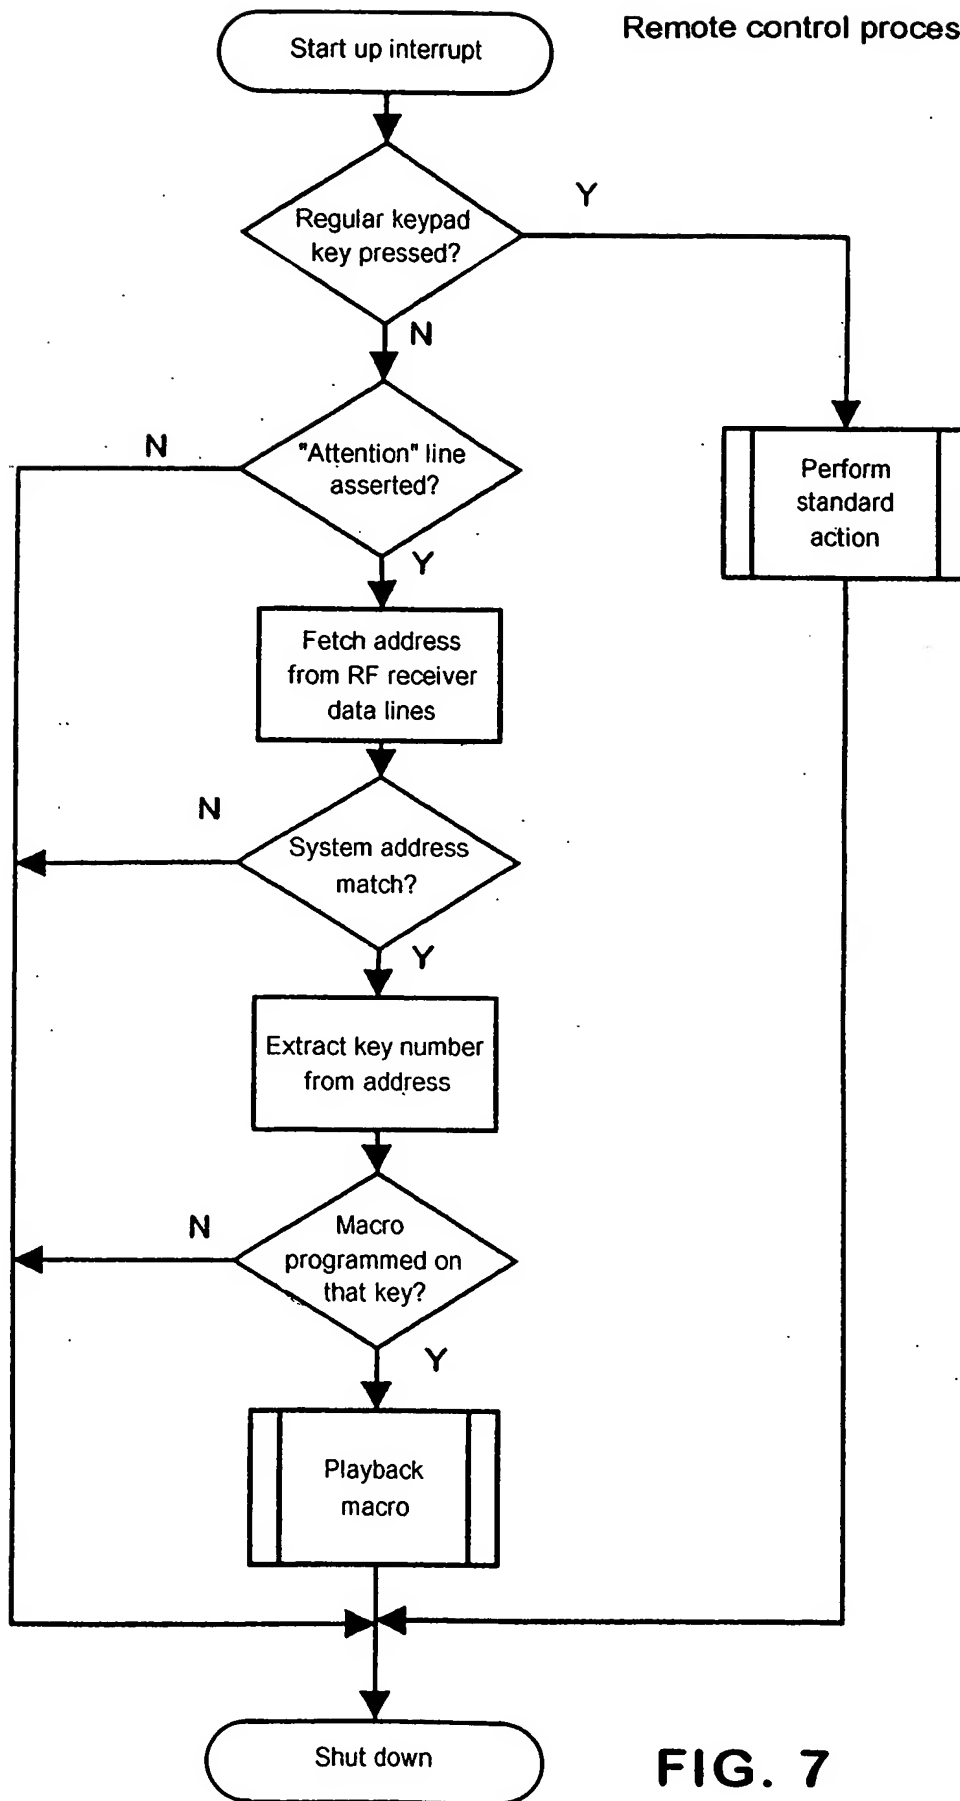 Remote control proces
Start up interrupt
Regular keypad
key pressed?
Y
N
"Attention" line
asserted?
N
Y
Perform
standard
action
Fetch address
from RF receiver
data lines
System address
match?
N
Y
Extract key number
from address
Macro
programmed on
that key?
N
Y
Playback
macro
Shut down
FIG. 7